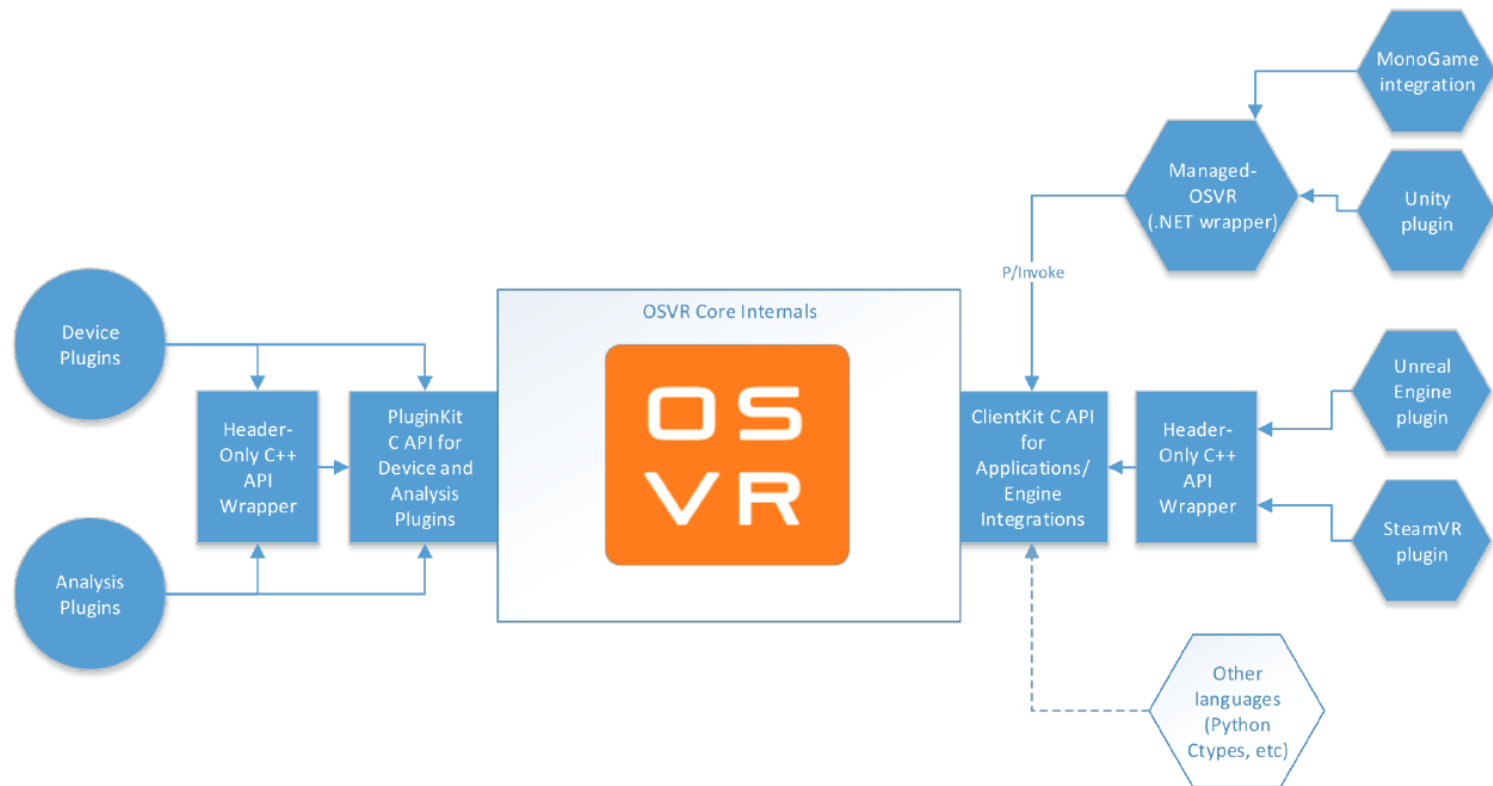 MonoGame
integration
Managed-
OSVR
(.NET wrapper)
Unity
plugin
P/Invoke
OSVR Core Internals
Device
Plugins
Header-
Only C++
API
Wrapper
PluginKit
C API for
Device and
Analysis
Plugins
OS
VR
ClientKit C API
for
Applications/
Engine
Integrations
Header-
Only C++
API
Wrapper
Unreal
Engine
plugin
SteamVR
plugin
Analysis
Plugins
Other
languages
(Python
Ctypes, etc)